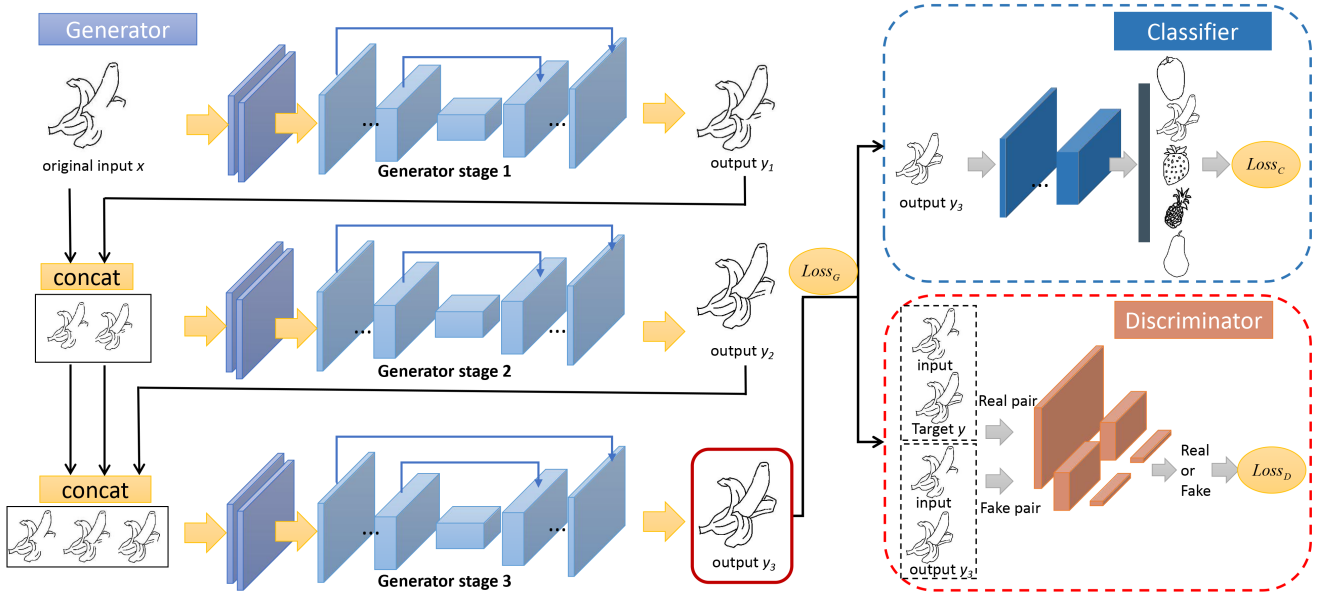 Generator
original input x
...
...
Generator stage 1
output y1
concat
...
...
Generator stage 2
output y2
concat
...
...
Generator stage 3
output y3
LossG
Classifier
output y3
...
LossC
Discriminator
input
Target y
Real pair
input
Fake pair
output y3
Real
or
Fake
LossD